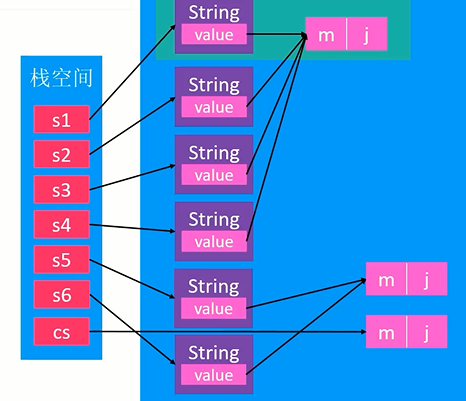 栈空间
s1
s2
s3
s4
s5
s6
cs
String
value
String
value
String
value
String
value
String
value
String
value
m j
m j
m j